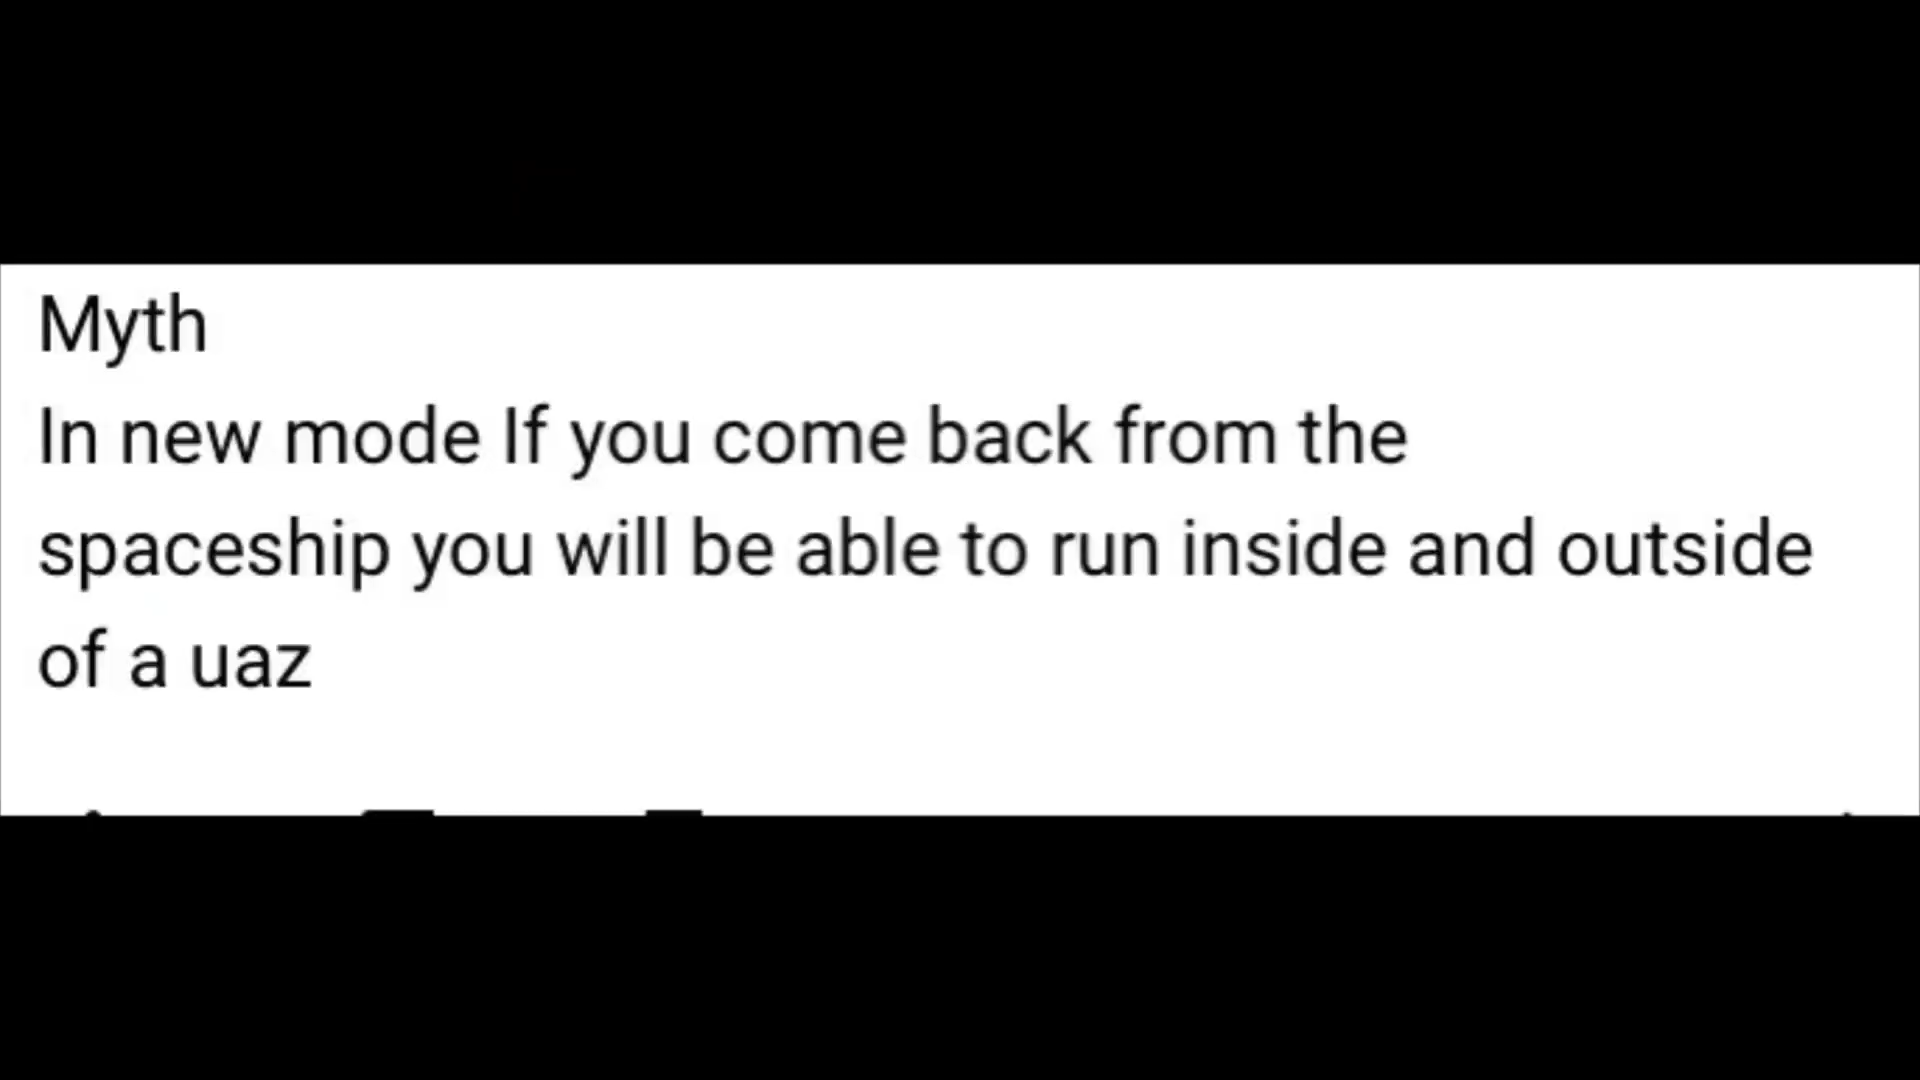 Myth
In new mode If you come back from the
spaceship you will be able to run inside and outside
of a uaz